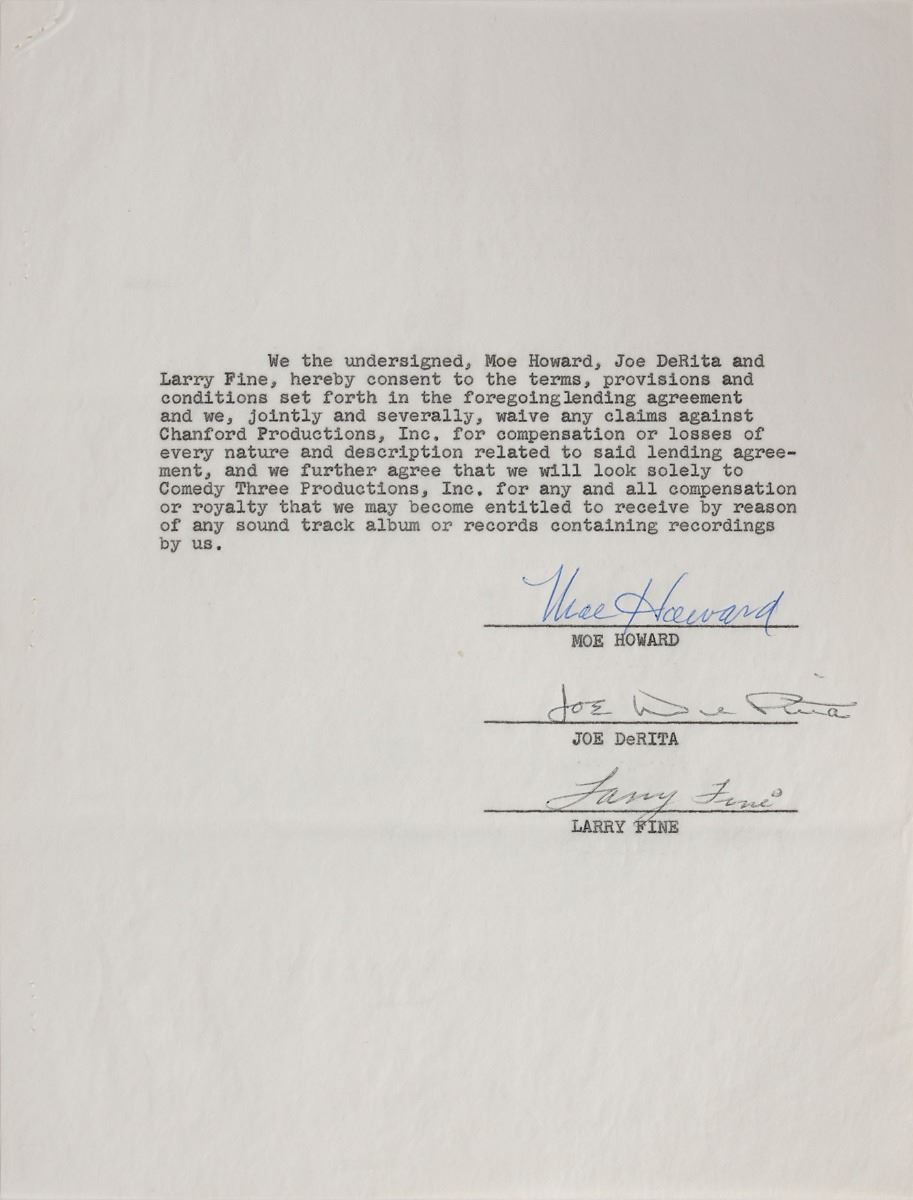 We the undersigned, Moe Howard, Joe DeRita and
Larry Fine, hereby consent to the terms, provisions and
conditions set forth in the foregoinglending agreement
and we, jointly and severally, waive any claims against
Chanford Productions, Inc. for compensation or losses of
every nature and description related to said lending agree-
ment, and we further agree that we will look solely to
Comedy Three Productions, Inc. for any and all compensation
or royalty that we may become entitled to receive by reason
of any sound track album or records containing recordings
by us.
Moe Howard
MOE HOWARD
Joe De Rita
JOE DeRITA
Larry Fine
LARRY FINE